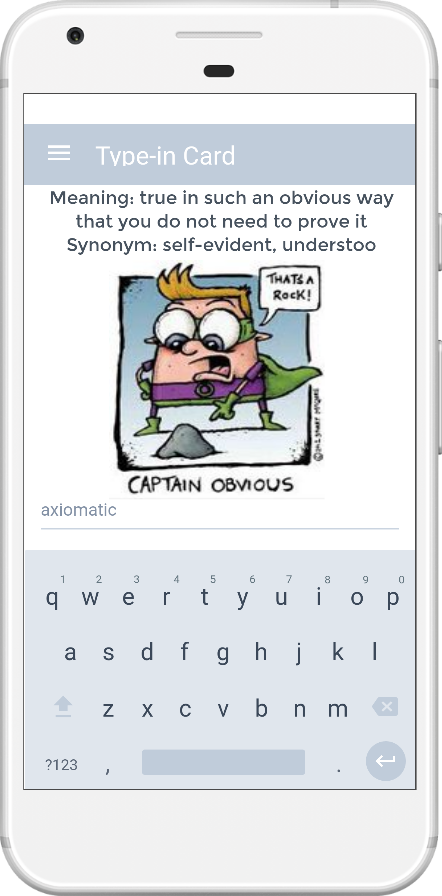 Type-in Card
Meaning: true in such an obvious way
that you do not need to prove it
Synonym: self-evident, understoo
THAT'S A
ROCK!
CAPTAIN OBVIOUS
axiomatic
1 2 3 4 5 6 7 8 9 0
q w e r t y u i o p
a s d f g h j k l
z x c v b n m
?123 , .